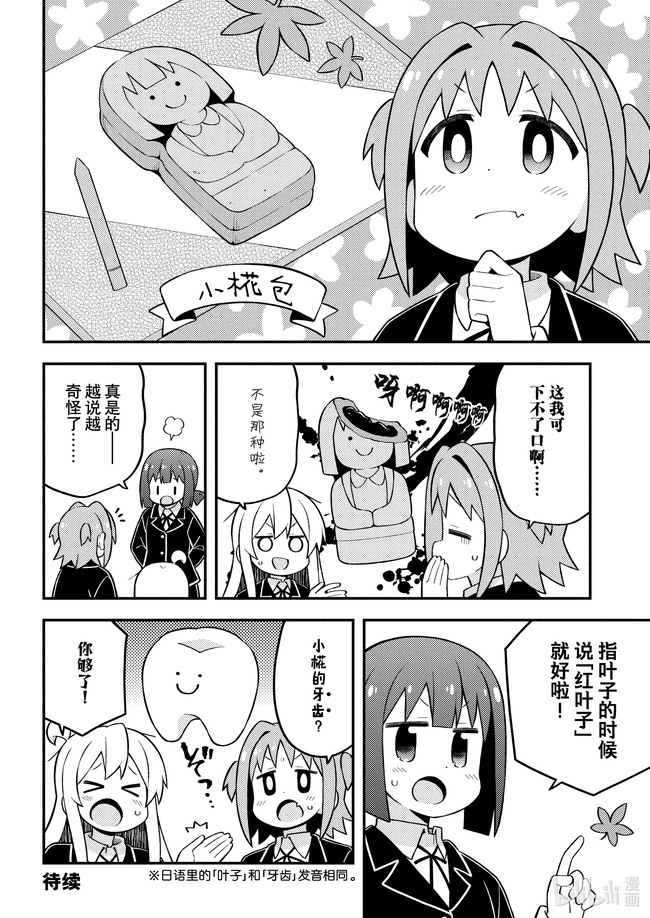 小椛包
这我可
下不了口啊……
呀啊啊啊啊
不是那种啦。
真是的——
越说越
奇怪了……
指叶子的时候
说「红叶子」
就好啦！
小椛的牙齿？
ぞっ…
你够了！
※日语里的「叶子」和「牙齿」发音相同。
待续
bilibili
漫画